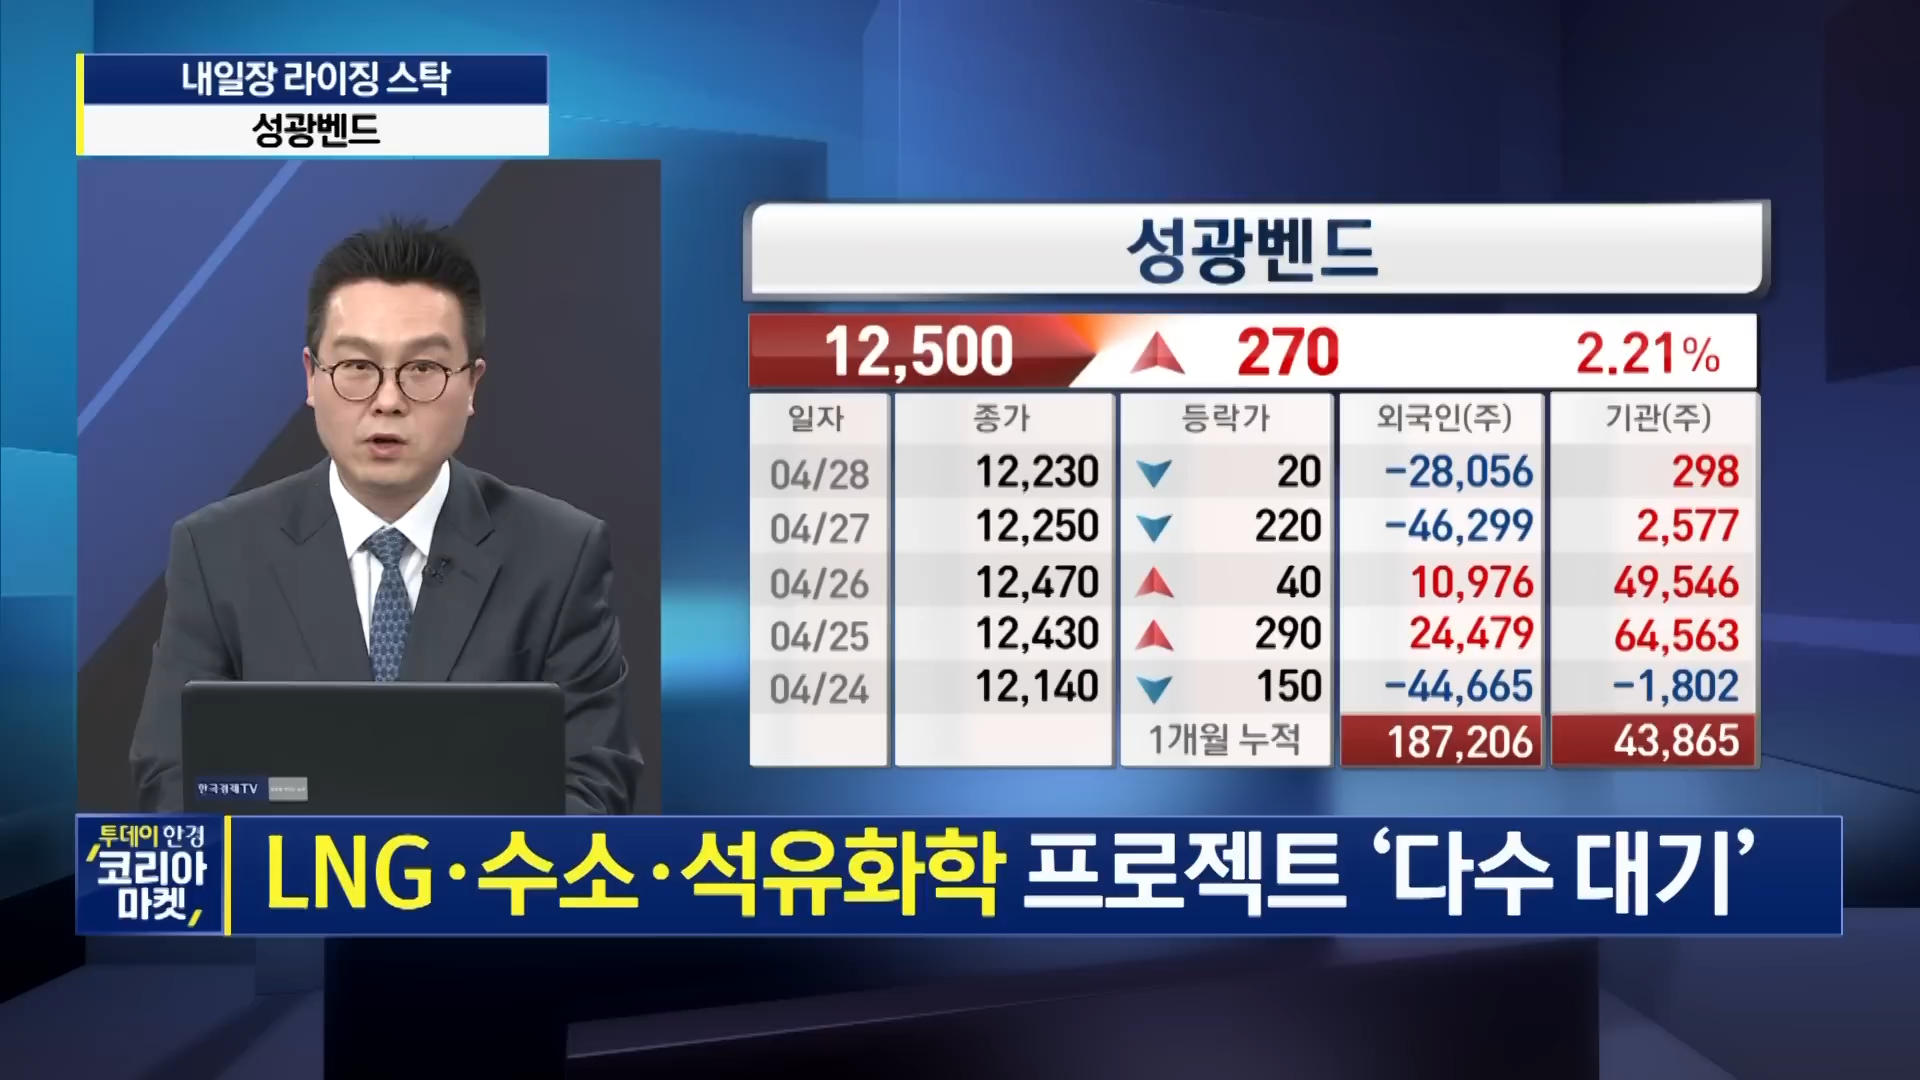 내일장 라이징 스탁
성광벤드
성광벤드
12,500 270 2.21%
일자 종가 등락가 외국인(주) 기관(주)
04/28 12,230 20 -28,056 298
04/27 12,250 220 -46,299 2,577
04/26 12,470 40 10,976 49,546
04/25 12,430 290 24,479 64,563
04/24 12,140 150 -44,665 -1,802
1개월 누적 187,206 43,865
한국경제TV
투데이 한경
코리아
마켓
LNG·수소·석유화학 프로젝트 ‘다수 대기’